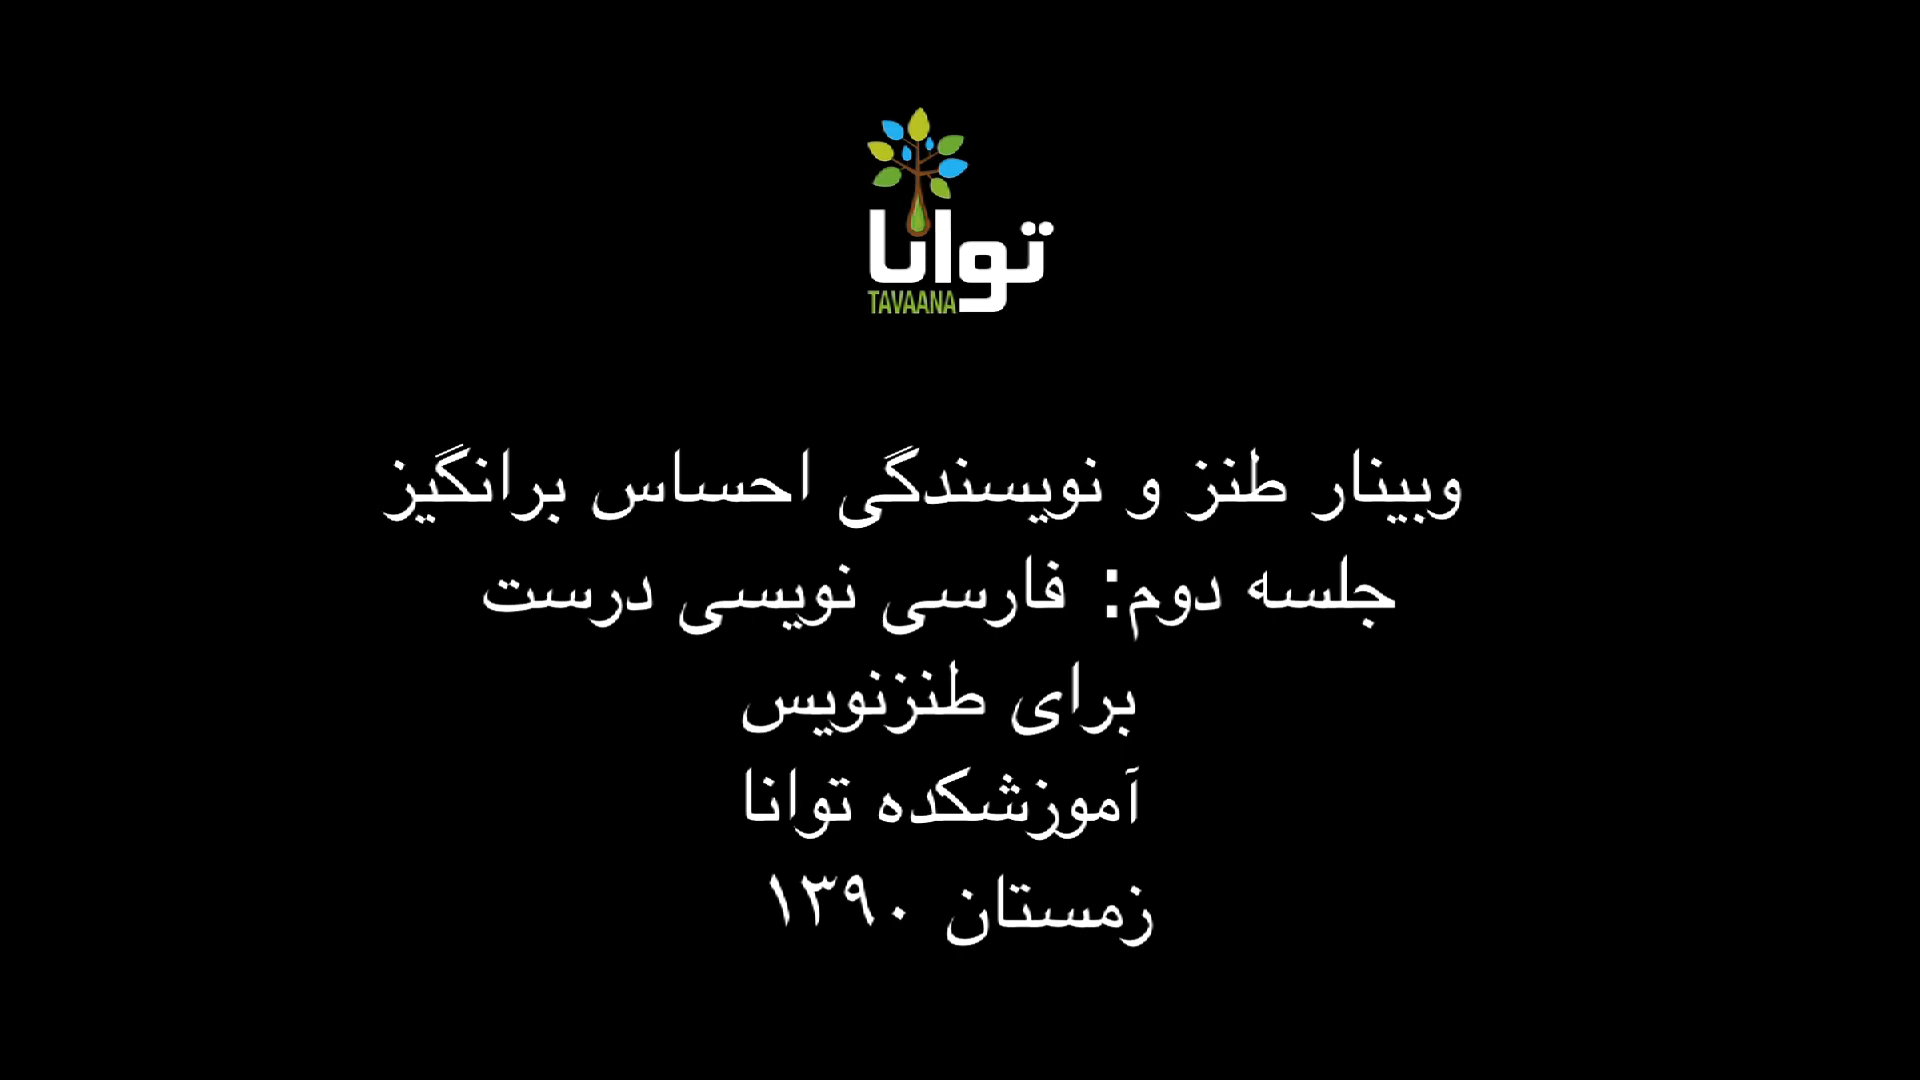 توانا
TAVAANA
وبینار طنز و نویسندگی احساس برانگیز
جلسه دوم: فارسی نویسی درست
برای طنزنویس
آموزشکده توانا
زمستان ۱۳۹۰